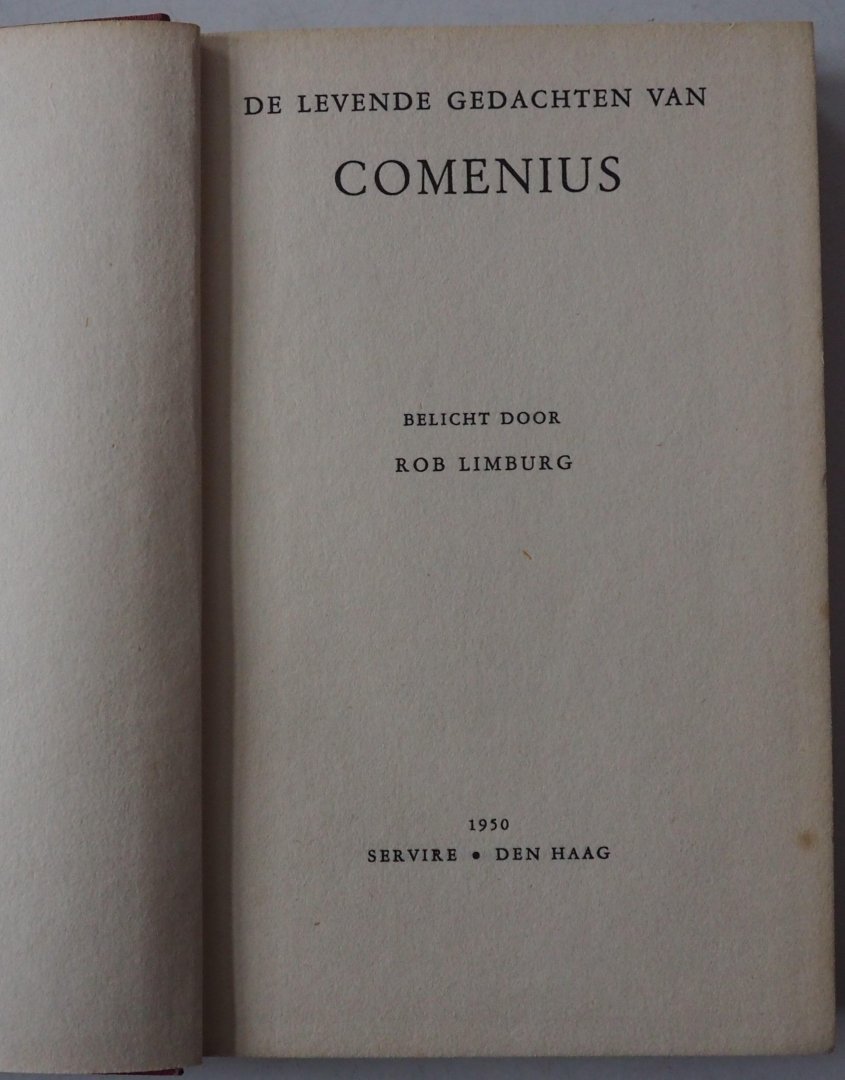 DE LEVENDE GEDACHTEN VAN
COMENIUS
BELICHT DOOR
ROB LIMBURG
1950
SERVIRE • DEN HAAG